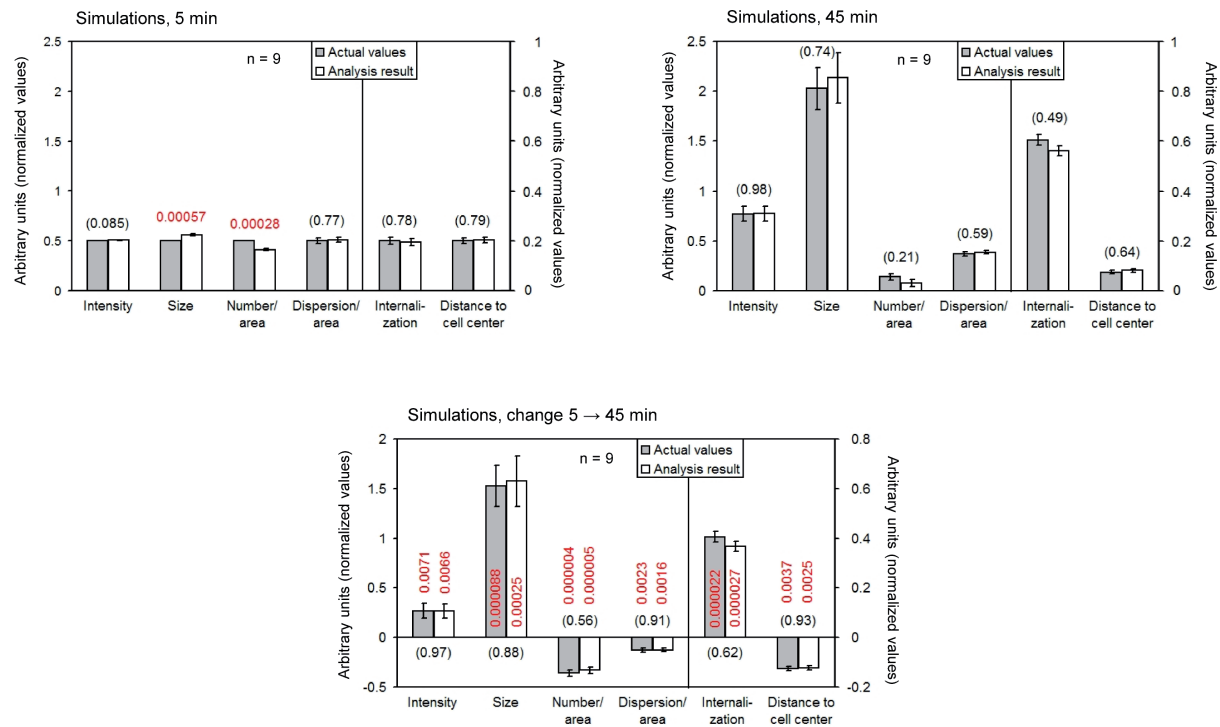 Simulations, 5 min
Arbitrary units (normalized values)
2.5
2
1.5
1
0.5
0
n = 9
Actual values
Analysis result
1
0.8
0.6
0.4
0.2
0
Arbitrary units (normalized values)
(0.085)
0.00057
0.00028
(0.77)
(0.78)
(0.79)
Intensity
Size
Number/
area
Dispersion/
area
Internali-
zation
Distance to
cell center
Simulations, 45 min
Arbitrary units (normalized values)
2.5
2
1.5
1
0.5
0
n = 9
Actual values
Analysis result
1
0.8
0.6
0.4
0.2
0
Arbitrary units (normalized values)
(0.98)
(0.74)
(0.21)
(0.59)
(0.49)
(0.64)
Intensity
Size
Number/
area
Dispersion/
area
Internali-
zation
Distance to
cell center
Simulations, change 5 → 45 min
Arbitrary units (normalized values)
2
1.5
1
0.5
0
-0.5
n = 9
Actual values
Analysis result
0.8
0.6
0.4
0.2
0
-0.2
Arbitrary units (normalized values)
0.0071
0.0066
0.000088
0.00025
0.000004
0.000005
0.0023
0.0016
0.000022
0.000027
0.0037
0.0025
(0.97)
(0.88)
(0.56)
(0.91)
(0.62)
(0.93)
Intensity
Size
Number/
area
Dispersion/
area
Internali-
zation
Distance to
cell center